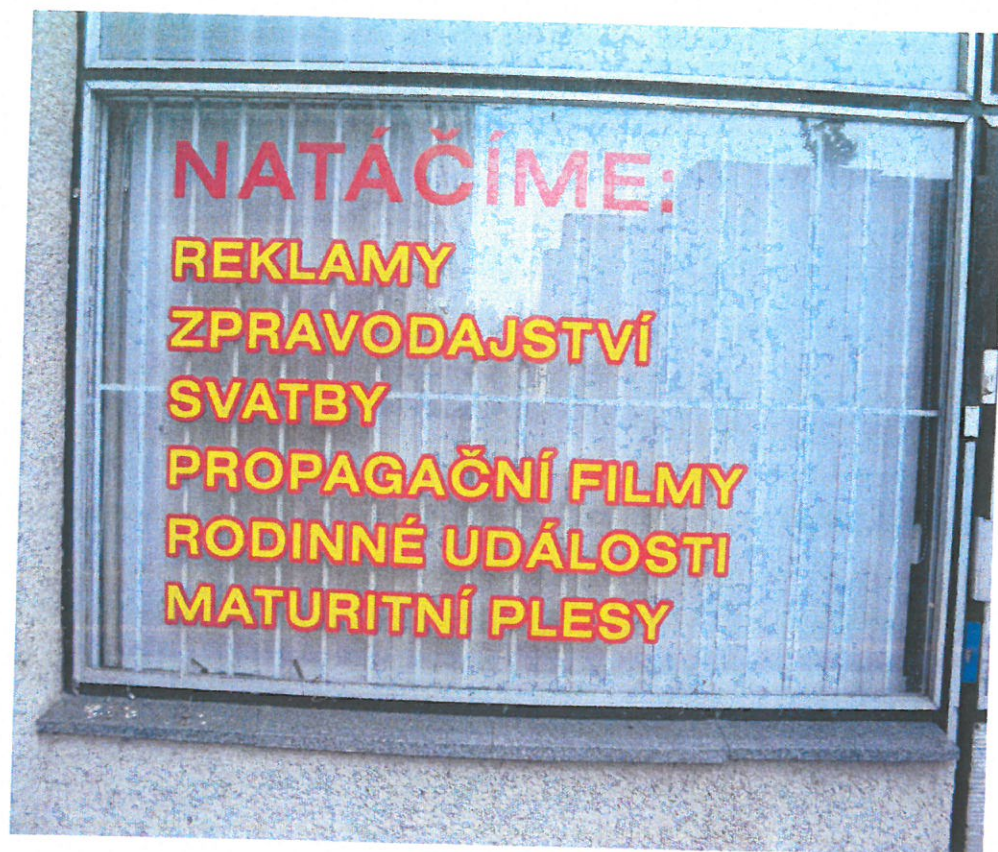 NATÁČÍME:
REKLAMY
ZPRAVODAJSTVÍ
SVATBY
PROPAGAČNÍ FILMY
RODINNÉ UDÁLOSTI
MATURITNÍ PLESY